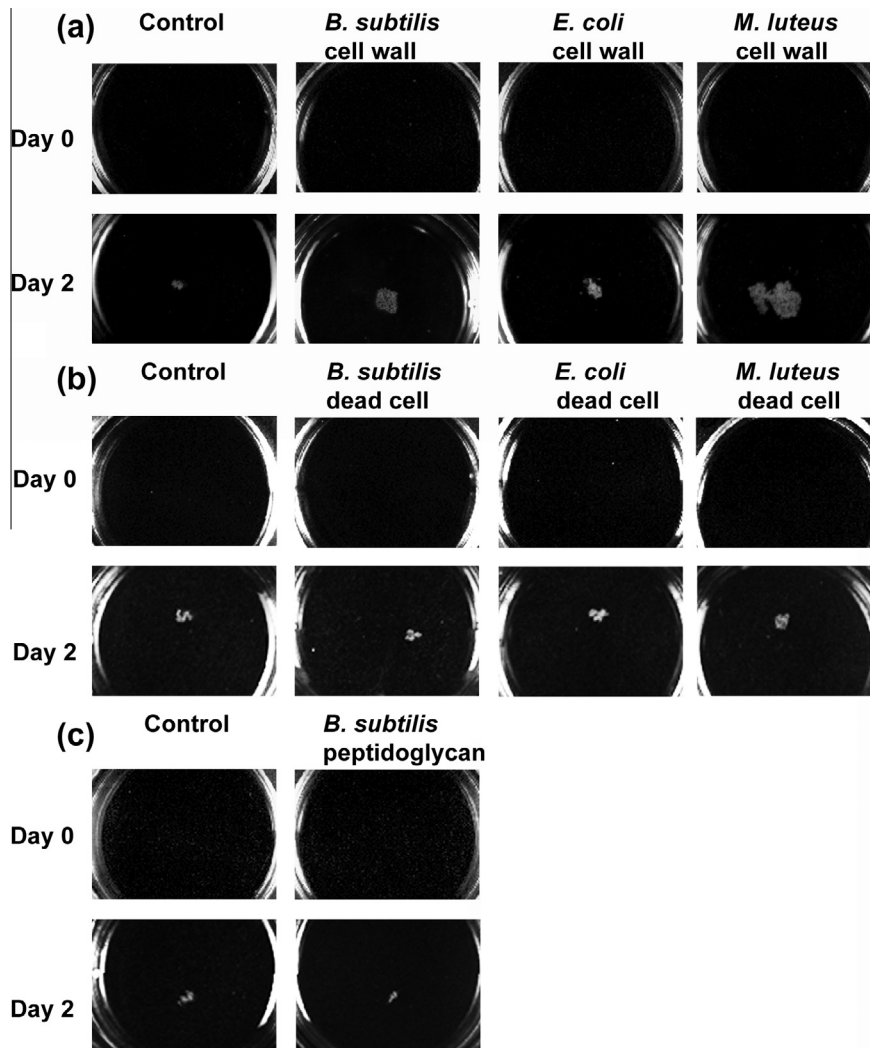 (a) Control B. subtilis E. coli M. luteus
cell wall cell wall cell wall
Day 0
Day 2
(b) Control B. subtilis E. coli M. luteus
dead cell dead cell dead cell
Day 0
Day 2
(c) Control B. subtilis
peptidoglycan
Day 0
Day 2